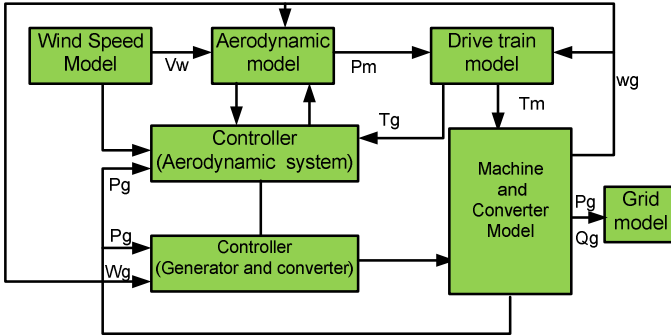 Wind Speed
Model
Vw
Aerodynamic
model
Pm
Drive train
model
wg
Tg
Tm
Controller
(Aerodynamic system)
Pg
Machine
and
Converter
Model
Pg
Qg
Grid
model
Pg
Wg
Controller
(Generator and converter)